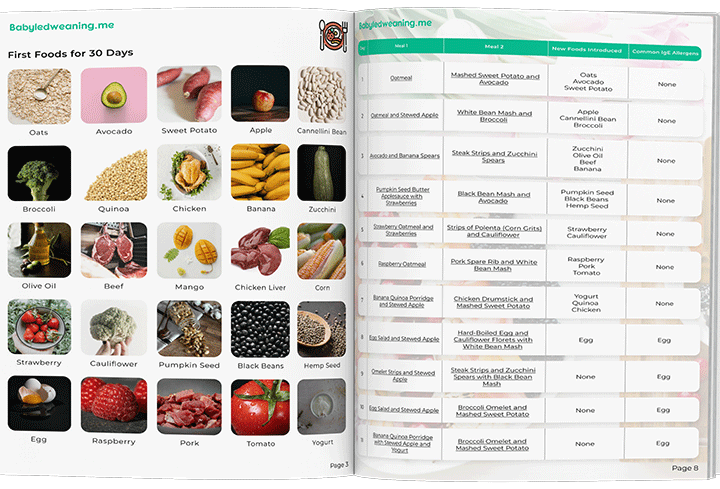 Babyledweaning.me
First Foods for 30 Days
Oats
Avocado
Sweet Potato
Apple
Cannellini Bean
Broccoli
Quinoa
Chicken
Banana
Zucchini
Olive Oil
Beef
Mango
Chicken Liver
Corn
Strawberry
Cauliflower
Pumpkin Seed
Black Beans
Hemp Seed
Egg
Raspberry
Pork
Tomato
Yogurt
Page 3
Babyledweaning.me
Day Meal 1 Meal 2 New Foods Introduced Common IgE Allergens
1 Oatmeal Mashed Sweet Potato and
Avocado Oats
Avocado
Sweet Potato None
2 Oatmeal and Stewed Apple White Bean Mash and
Broccoli Apple
Cannellini Bean
Broccoli None
3 Avocado and Banana Spears Steak Strips and Zucchini
Spears Zucchini
Olive Oil
Beef
Banana None
4 Pumpkin Seed Butter
Applesauce with
Strawberries Black Bean Mash and
Avocado Pumpkin Seed
Black Beans
Hemp Seed None
5 Strawberry Oatmeal and
Strawberries Strips of Polenta (Corn Grits)
and Cauliflower Strawberry
Cauliflower None
6 Raspberry Oatmeal Pork Spare Rib and White
Bean Mash Raspberry
Pork
Tomato None
7 Banana Quinoa Porridge
and Stewed Apple Chicken Drumstick and
Mashed Sweet Potato Yogurt
Quinoa
Chicken None
8 Egg Salad and Stewed Apple Hard-Boiled Egg and
Cauliflower Florets with
White Bean Mash Egg Egg
9 Omelet Strips and Stewed
Apple Steak Strips and Zucchini
Spears with Black Bean
Mash None Egg
10 Egg Salad and Stewed Apple Broccoli Omelet and
Mashed Sweet Potato None Egg
11 Banana Quinoa Porridge
with Stewed Apple and
Yogurt Broccoli Omelet and
Mashed Sweet Potato None Egg
Page 8